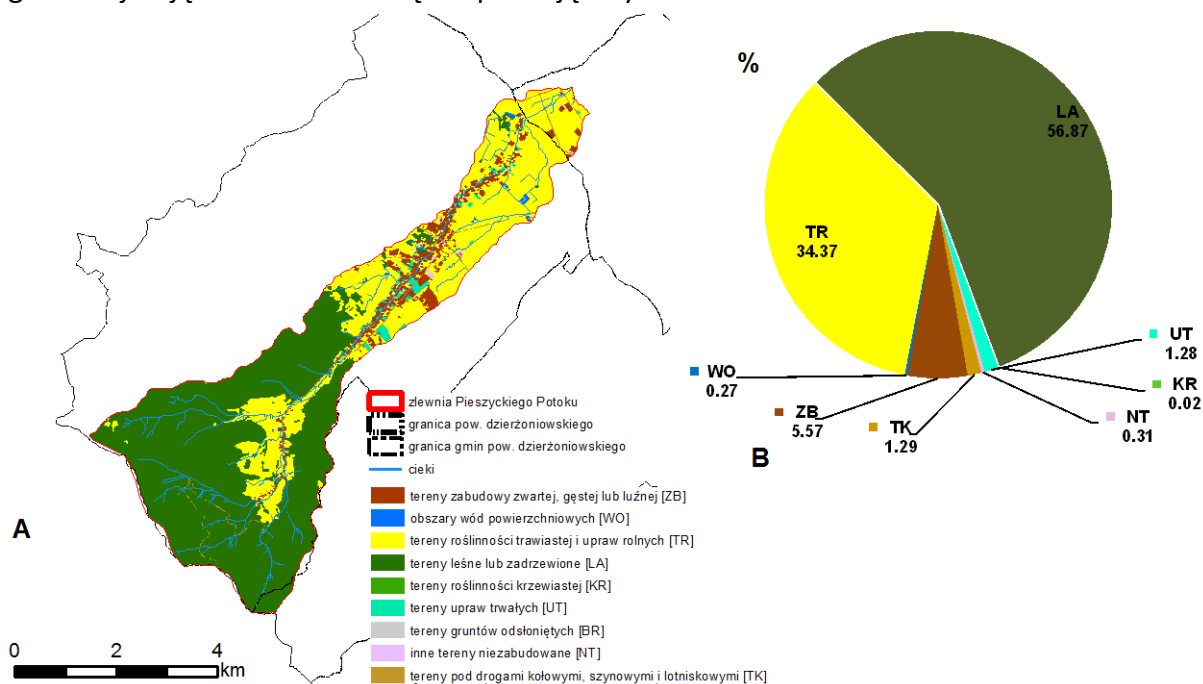 %
LA
56.87
TR
34.37
UT
1.28
KR
0.02
NT
0.31
TK
1.29
ZB
5.57
WO
0.27
B
A
zlewnia Pieszyckiego Potoku
granica pow. dzierżoniowskiego
granica gmin pow. dzierżoniowskiego
cieki
tereny zabudowy zwartej, gęstej lub luźnej [ZB]
obszary wód powierzchniowych [WO]
tereny roślinności trawiastej i upraw rolnych [TR]
tereny leśne lub zadrzewione [LA]
tereny roślinności krzewiastej [KR]
tereny upraw trwałych [UT]
tereny gruntów odsłoniętych [BR]
inne tereny niezabudowane [NT]
tereny pod drogami kołowymi, szynowymi i lotniskowymi [TK]
0 2 4
km